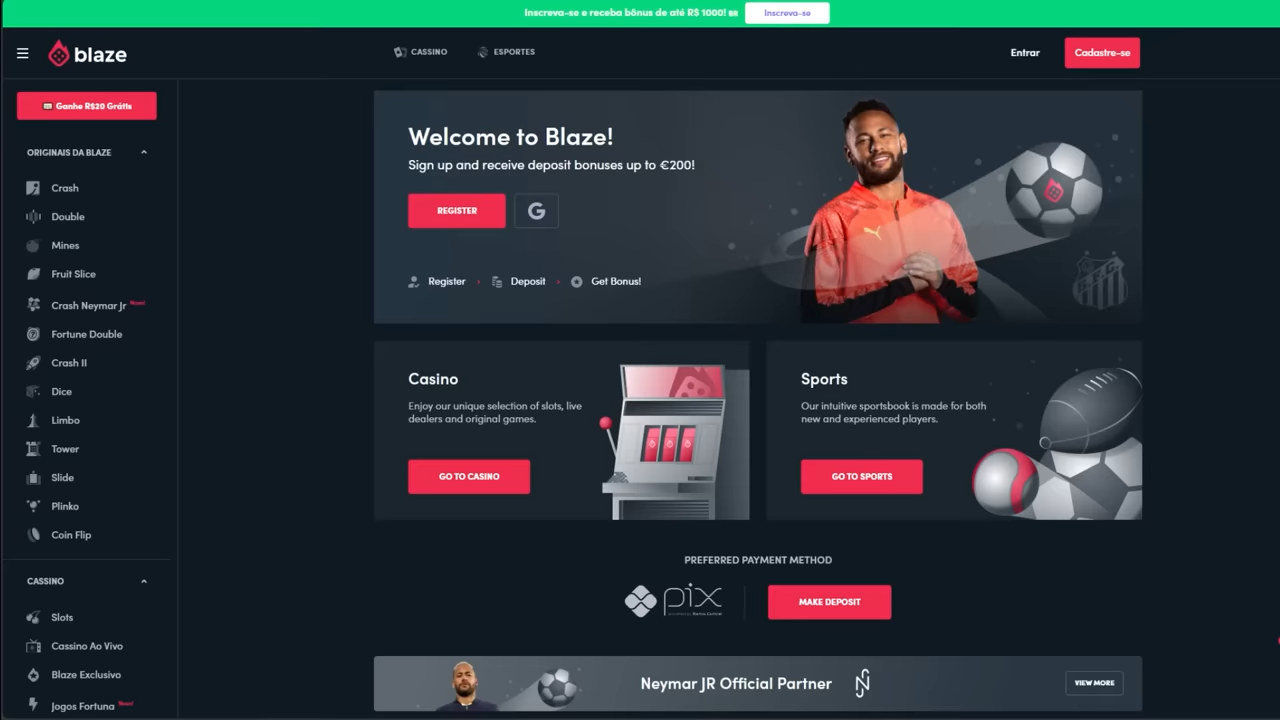 Inscreva-se e receba bônus de até R$ 1000!
Inscreva-se
blaze
CASSINO
ESPORTES
Entrar
Cadastre-se
Ganhe R$20 Grátis
ORIGINAIS DA BLAZE
Crash
Double
Mines
Fruit Slice
Crash Neymar Jr
Fortune Double
Crash II
Dice
Limbo
Tower
Slide
Plinko
Coin Flip
CASSINO
Slots
Cassino Ao Vivo
Blaze Exclusivo
Jogos Fortuna
Welcome to Blaze!
Sign up and receive deposit bonuses up to €200!
REGISTER
G
Register
Deposit
Get Bonus!
Casino
Enjoy our unique selection of slots, live
dealers and original games.
GO TO CASINO
Sports
Our intuitive sportsbook is made for both
new and experienced players.
GO TO SPORTS
PREFERRED PAYMENT METHOD
pix
MAKE DEPOSIT
Neymar JR Official Partner
VIEW MORE